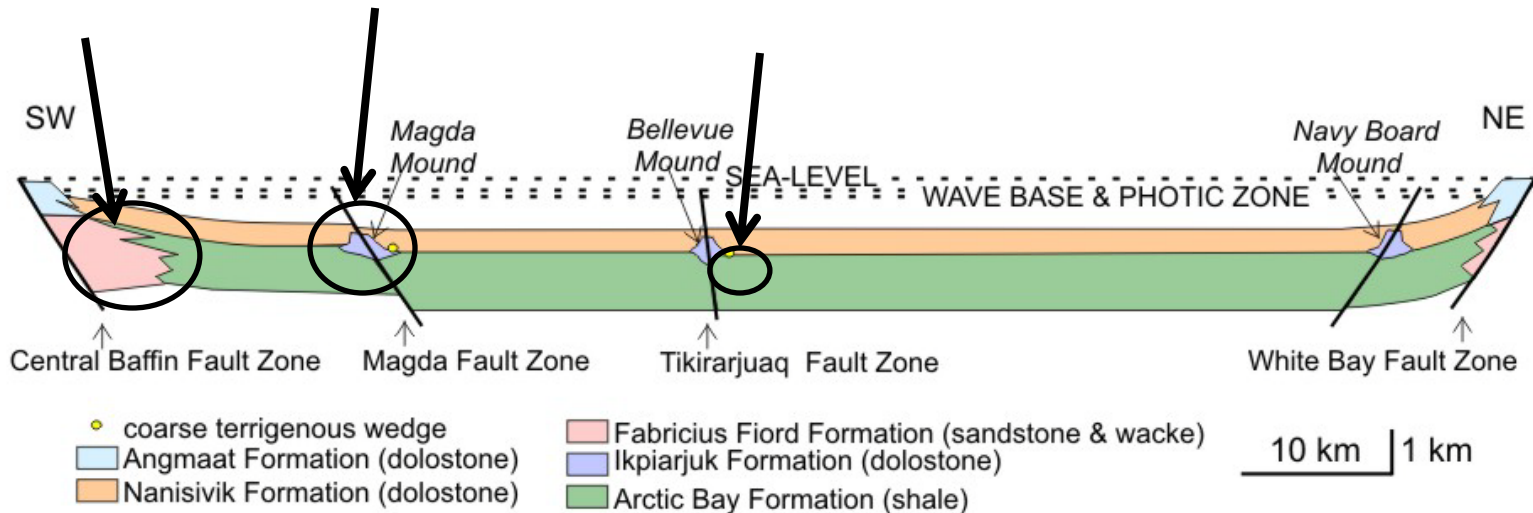 SW
NE
Magda
Mound
Bellevue
Mound
Navy Board
Mound
SEA-LEVEL
WAVE BASE & PHOTIC ZONE
Central Baffin Fault Zone
Magda Fault Zone
Tikirarjuaq Fault Zone
White Bay Fault Zone
coarse terrigenous wedge
Angmaat Formation (dolostone)
Nanisivik Formation (dolostone)
Fabricius Fiord Formation (sandstone & wacke)
Ikpiarjuk Formation (dolostone)
Arctic Bay Formation (shale)
10 km
1 km